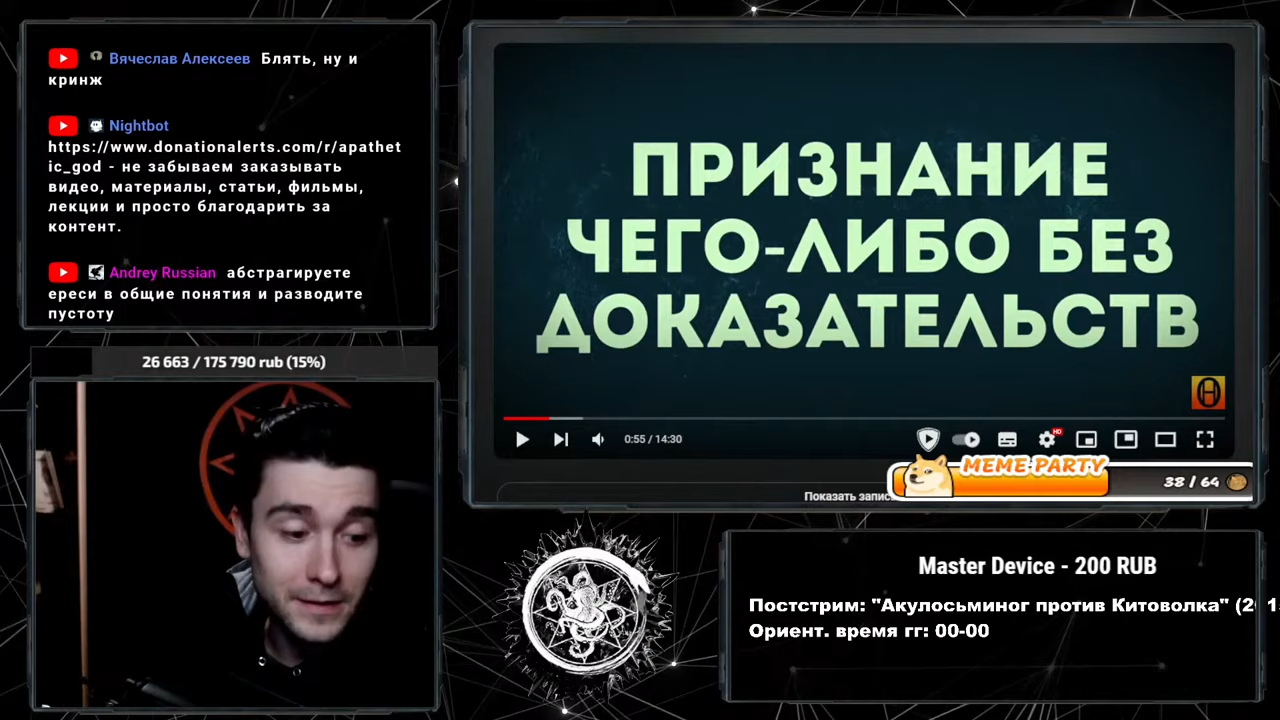 Вячеслав Алексеев Блять, ну и
кринж
Nightbot
https://www.donationalerts.com/r/apathet
ic_god - не забываем заказывать
видео, материалы, статьи, фильмы,
лекции и просто благодарить за
контент.
Andrey Russian абстрагируете
ереси в общие понятия и разводите
пустоту
26 663 / 175 790 rub (15%)
ПРИЗНАНИЕ
ЧЕГО-ЛИБО БЕЗ
ДОКАЗАТЕЛЬСТВ
0:55 / 14:30
HD
MEME PARTY
38 / 64
Показать
Master Device - 200 RUB
Постстрим: "Акулосьминог против Китоволка"
Ориент. время гг: 00-00